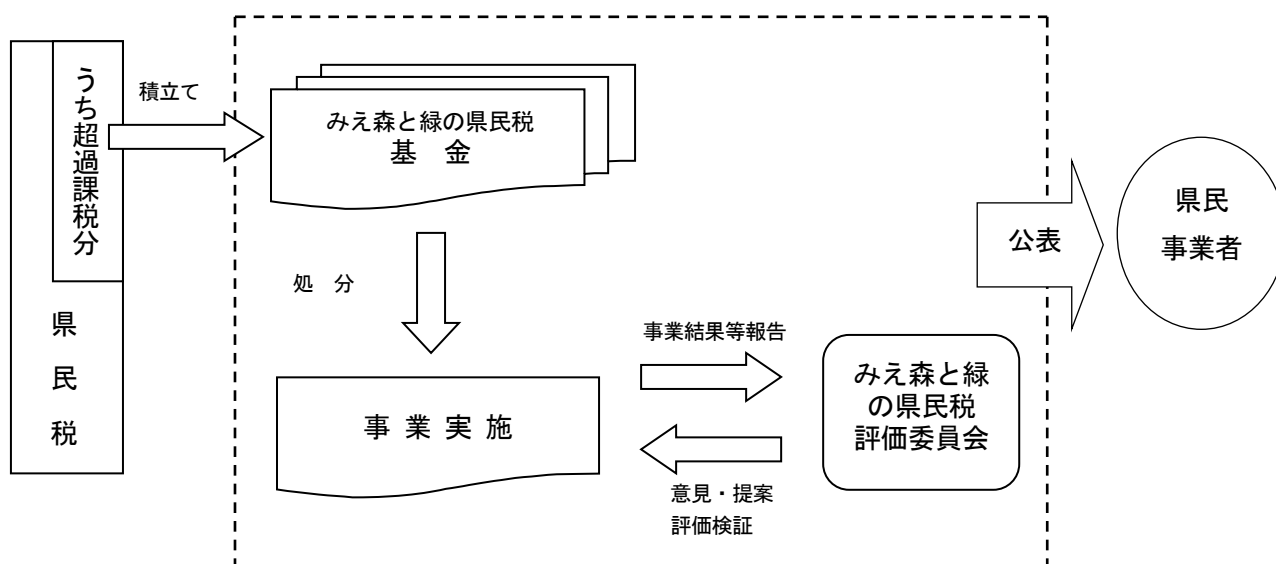 うち超過課税分
県民税
積立て
みえ森と緑の県民税
基　金
処　分
事 業 実 施
事業結果等報告
意見・提案
評価検証
みえ森と緑
の県民税
評価委員会
公表
県民
事業者